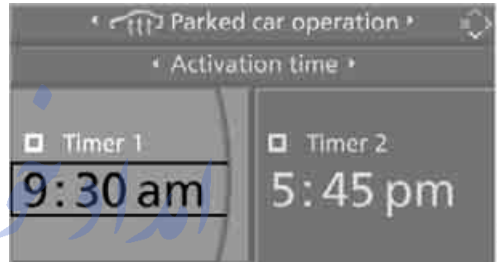 Parked car operation
Activation time
Timer 1
9:30 am
Timer 2
5:45 pm